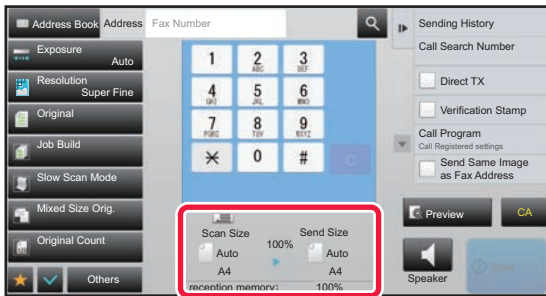 Address Book
Address
Fax Number
Exposure
Auto
Resolution
Super Fine
Original
Job Build
Slow Scan Mode
Mixed Size Orig.
Original Count
Others
1
2
ABC
3
DEF
4
GHI
5
JKL
6
MNO
7
PQRS
8
TUV
9
WXYZ
0
#
C
Scan Size
Auto
A4
100%
Send Size
Auto
A4
reception memory: 100%
Sending History
Call Search Number
Direct TX
Verification Stamp
Call Program
Call Registered settings
Send Same Image
as Fax Address
Preview
CA
Speaker
Start